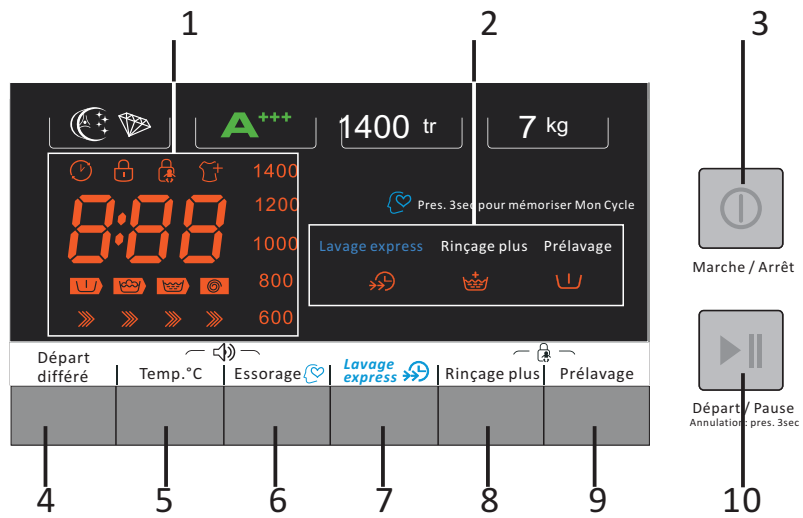 1
2
3
A+++
1400 tr
7 kg
1400
8:88
1200
1000
800
600
Pres. 3sec pour mémoriser Mon Cycle
Lavage express
Rinçage plus
Prélavage
Marche / Arrêt
Départ
différé
Temp.°C
Essorage
Lavage
express
Rinçage plus
Prélavage
Départ / Pause
Annulation: pres. 3sec
4
5
6
7
8
9
10